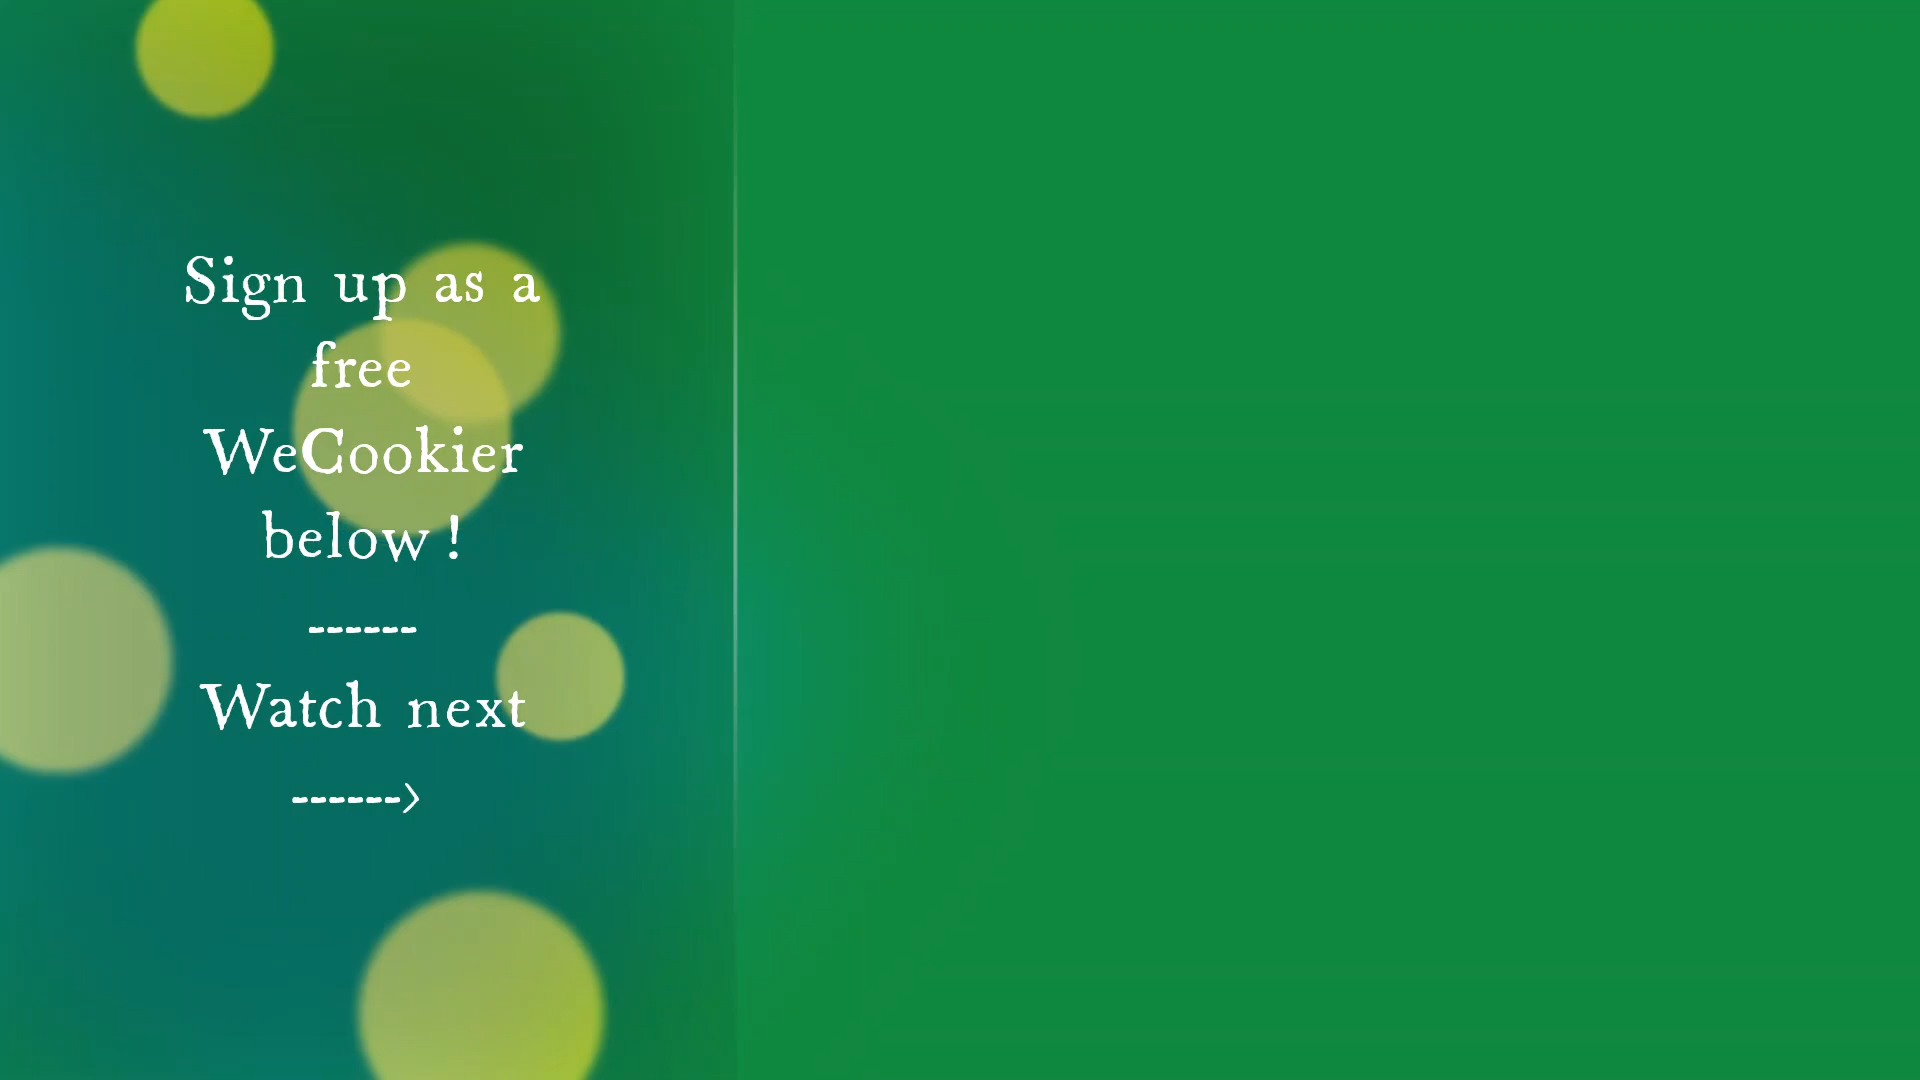 Sign up as a
free
WeCookier
below !
------
Watch next
------>